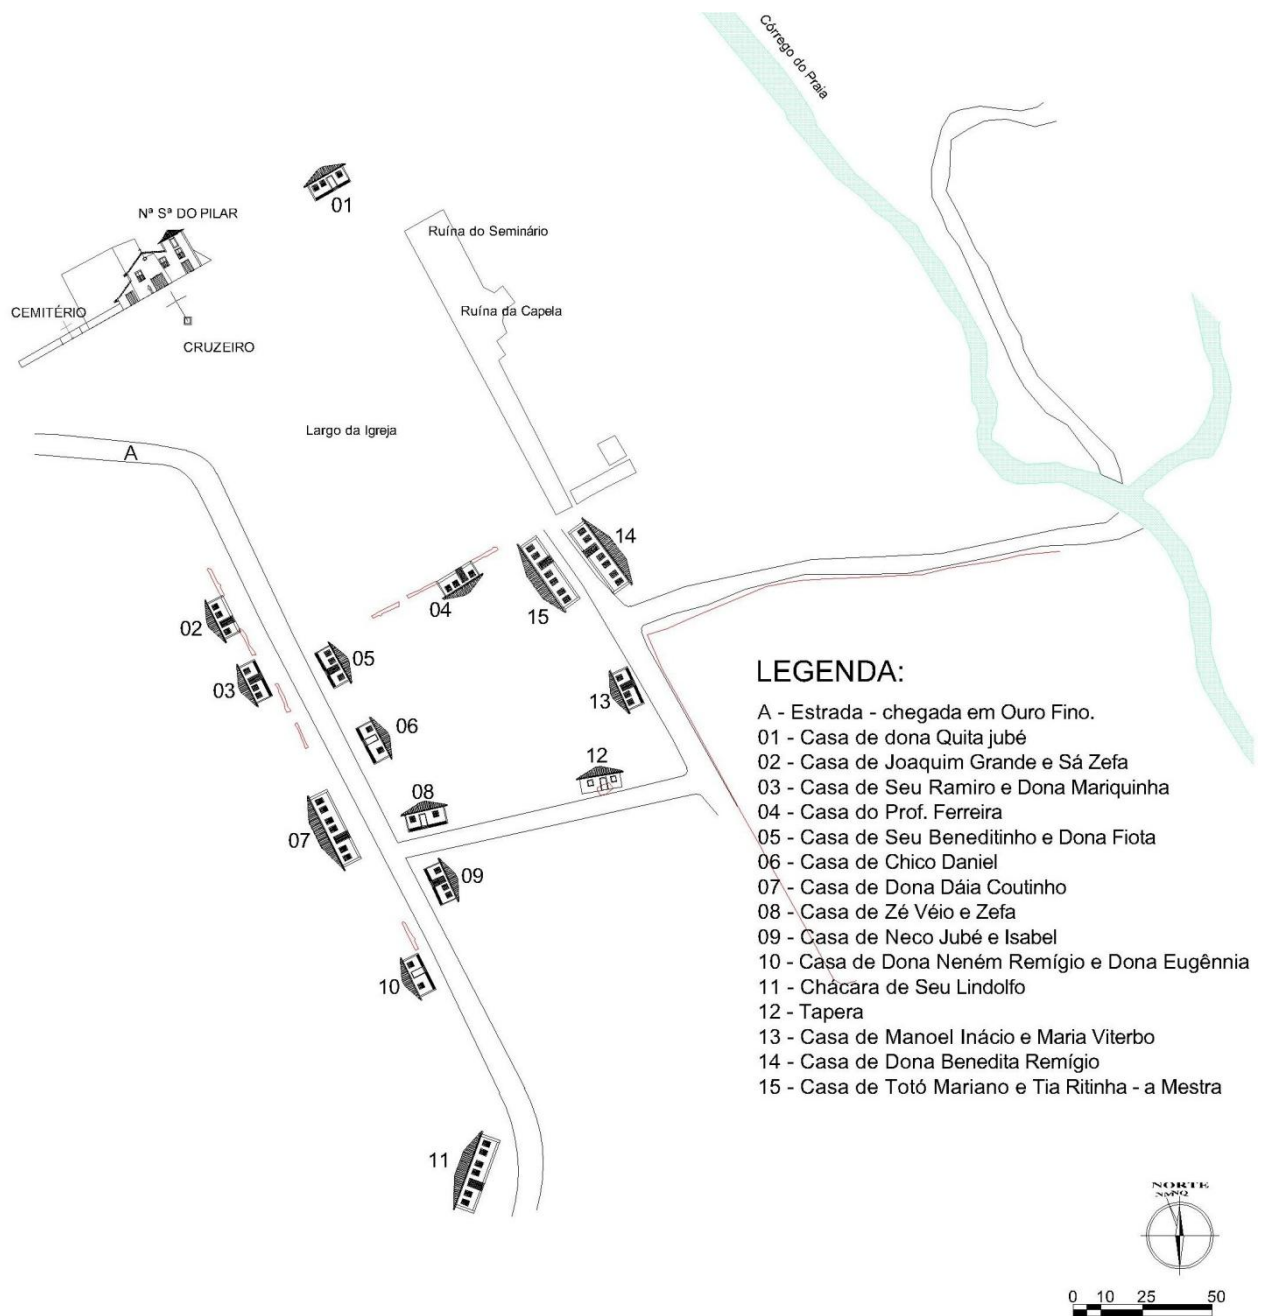 Córrego do Praia
01
Nª Sª DO PILAR
Ruína do Seminário
CEMITÉRIO
Ruína da Capela
CRUZEIRO
Largo da Igreja
A
14
04
15
02
05
03
13
06
12
08
07
09
10
11
LEGENDA:
A - Estrada - chegada em Ouro Fino.
01 - Casa de dona Quita jubé
02 - Casa de Joaquim Grande e Sá Zefa
03 - Casa de Seu Ramiro e Dona Mariquinha
04 - Casa do Prof. Ferreira
05 - Casa de Seu Beneditinho e Dona Fiota
06 - Casa de Chico Daniel
07 - Casa de Dona Dáia Coutinho
08 - Casa de Zé Véio e Zefa
09 - Casa de Neco Jubé e Isabel
10 - Casa de Dona Neném Remígio e Dona Eugênnia
11 - Chácara de Seu Lindolfo
12 - Tapera
13 - Casa de Manoel Inácio e Maria Viterbo
14 - Casa de Dona Benedita Remígio
15 - Casa de Totó Mariano e Tia Ritinha - a Mestra
NORTE
NM NQ
0 10 25 50